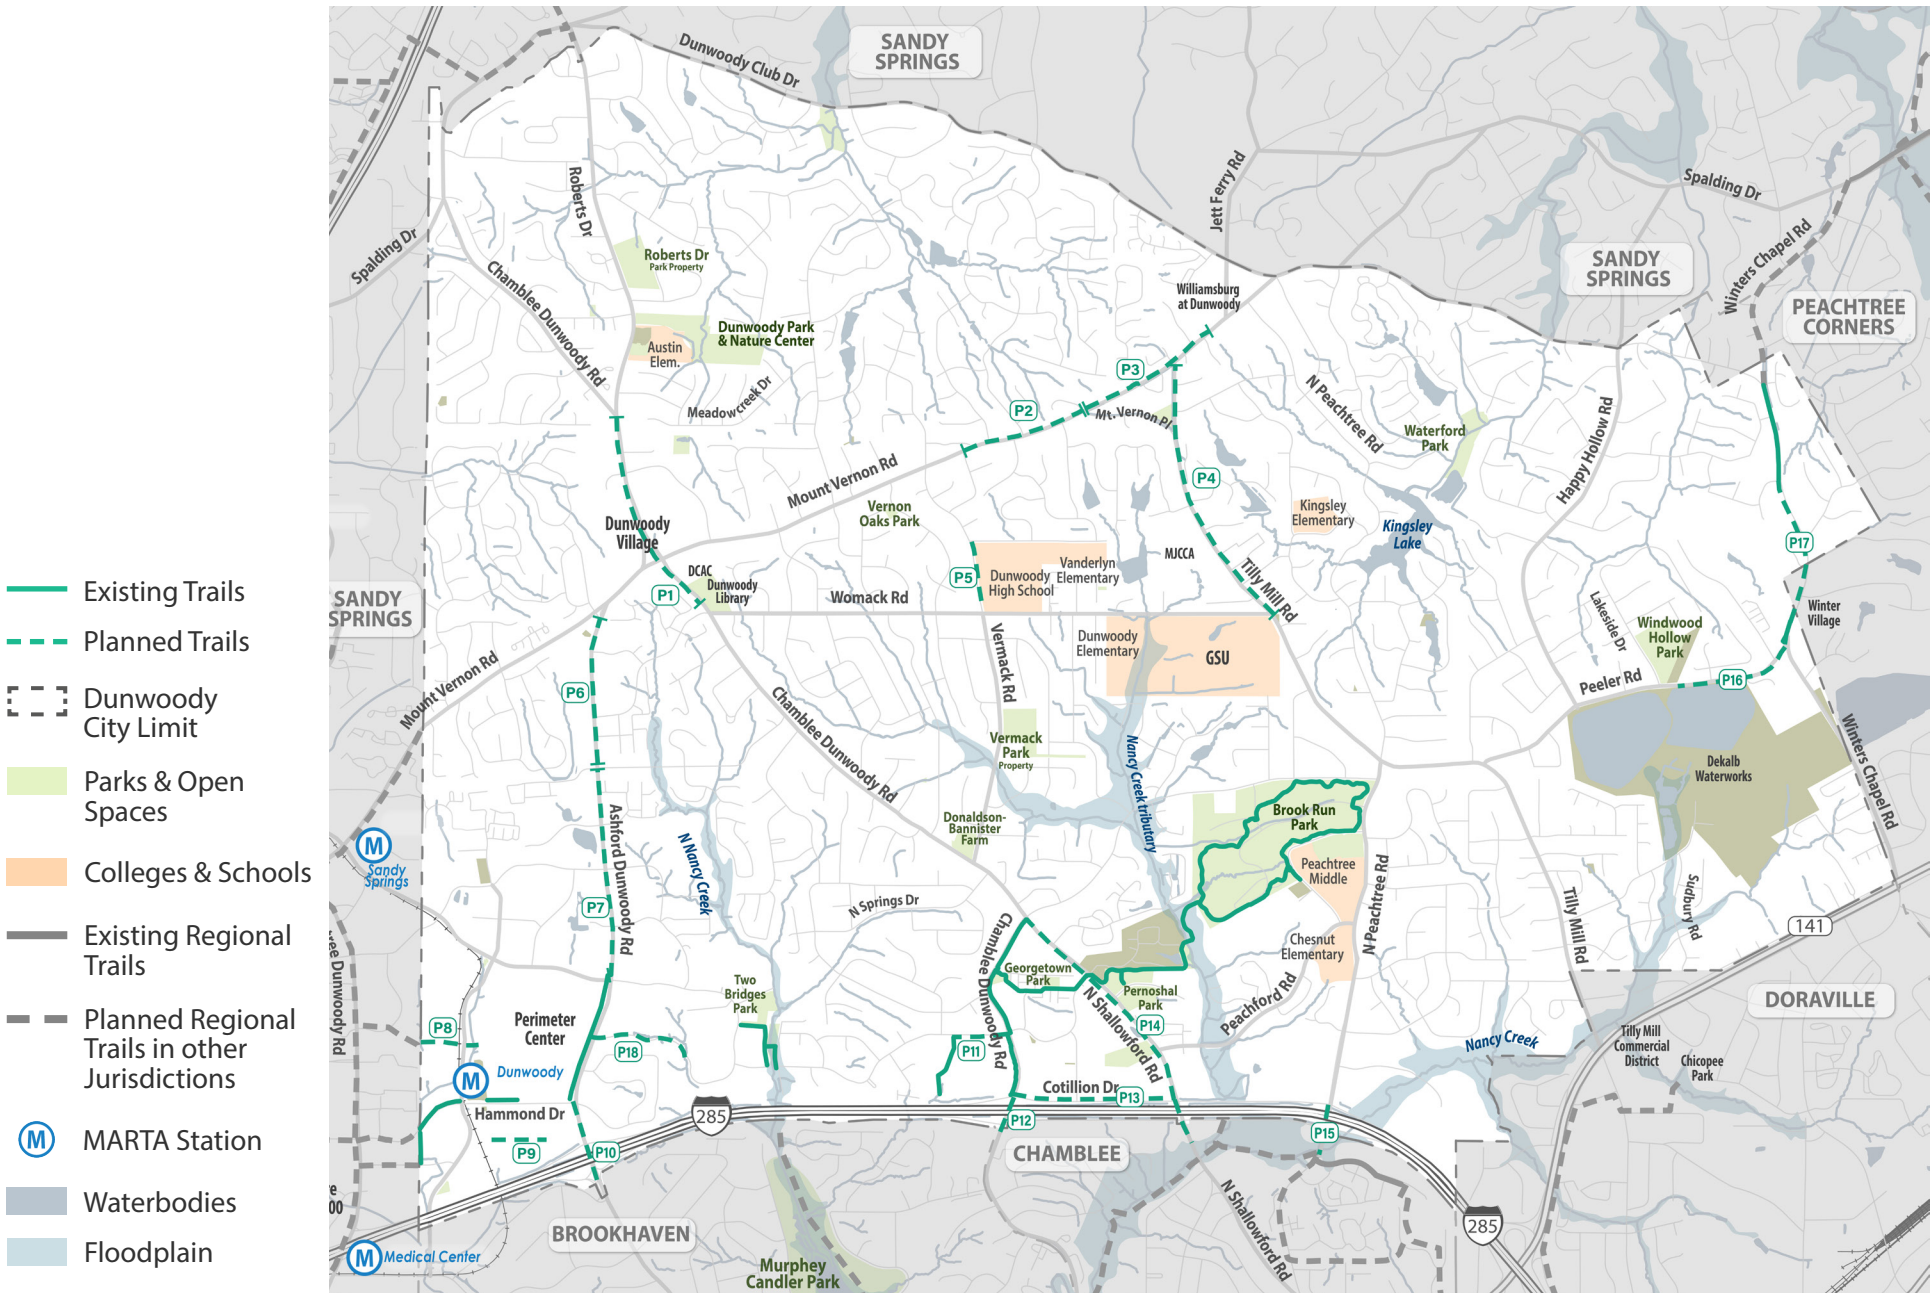 Existing Trails
Planned Trails
Dunwoody
City Limit
Parks & Open
Spaces
Colleges & Schools
Existing Regional
Trails
Planned Regional
Trails in other
Jurisdictions
MARTA Station
M
Waterbodies
Floodplain
SANDY
SPRINGS
Dunwoody Club Dr
Roberts Dr
Spalding Dr
Jett Ferry Rd
Spalding Dr
Winters Chapel Rd
SANDY
SPRINGS
PEACHTREE
CORNERS
Roberts Dr
Park Property
Chamblee Dunwoody Rd
Dunwoody Park
& Nature Center
Austin
Elem.
Meadowcreek Dr
Williamsburg
at Dunwoody
P3
P2
Mt. Vernon Pl
N Peachtree Rd
Waterford
Park
Happy Hollow Rd
Mount Vernon Rd
P4
Vernon
Oaks Park
Kingsley
Elementary
Kingsley
Lake
Dunwoody
Village
P17
MJCCA
Vanderlyn
Elementary
Dunwoody
High School
P5
DCAC
Dunwoody
Library
P1
Womack Rd
Tilly Mill Rd
SANDY
SPRINGS
Lakeside Dr
Windwood
Hollow
Park
Winter
Village
Dunwoody
Elementary
GSU
Vermack Rd
Mount Vernon Rd
P6
Peeler Rd
P16
Chamblee Dunwoody Rd
Vermack
Park
Property
Nancy Creek tributary
Dekalb
Waterworks
Winters Chapel Rd
Brook Run
Park
Donaldson-
Bannister
Farm
Ashford Dunwoody Rd
N Nancy Creek
M
Sandy
Springs
Peachtree
Middle
N Peachtree Rd
P7
N Springs Dr
Tilly Mill Rd
Sudbury Rd
141
Chamblee Dunwoody Rd
Chesnut
Elementary
Georgetown
Park
Two
Bridges
Park
Pernoshal
Park
N Shallowford Rd
Peachford Rd
DORAVILLE
P8
Perimeter
Center
P18
P11
P14
Nancy Creek
Tilly Mill
Commercial
District
Chicopee
Park
M
Dunwoody
Hammond Dr
285
Cotillion Dr
P13
P12
P15
P9
P10
CHAMBLEE
N Shallowford Rd
BROOKHAVEN
285
M
Medical Center
Murphey
Candler Park
ree Dunwoody Rd
e
00